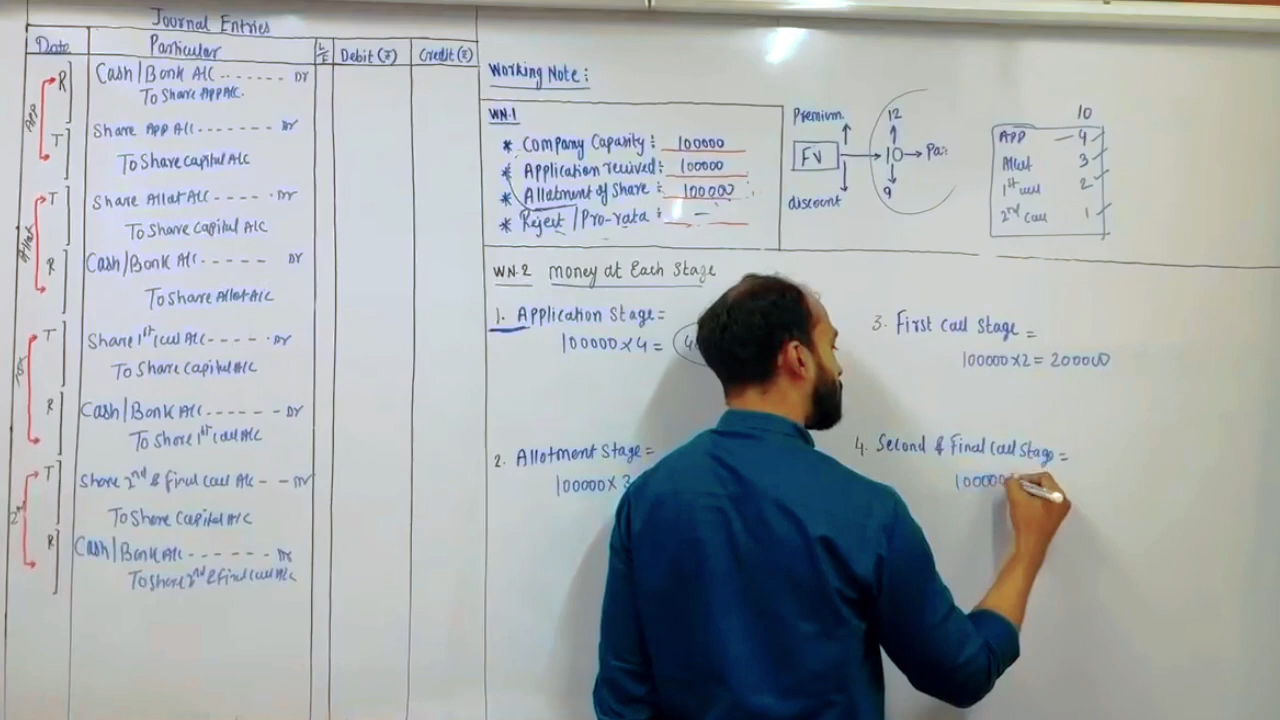 Journal Entries
Date Particular L/F Debit (₹) Credit (₹)
APP
R Cash/Bank A/c ....... Dr
To Share App A/c.
T Share App A/c ....... Dr
To Share capital A/c
Allot
T Share Allot A/c ----- Dr
To Share Capital A/c
R Cash/Bank A/c ----- Dr
To Share Allot A/c
T Share 1st call A/c ----- Dr
To Share Capital A/c
R Cash/Bank A/c ------ Dr
To Share 1st call A/c
2nd
T Share 2nd & final call A/c - - Dr
To Share Capital A/c
R Cash/Bank A/c ------ Dr
To Share 2nd & final call A/c
Working Note:
WN.1
* Company Capacity: 100000
* Application recived: 100000
* Allotment of Share: 100000
* Reject/Pro-rata: -
Premium.
FV
discount
12
10
9
10
APP - 4
Allot 3
1st call 2
2nd call 1
WN.2 money at Each Stage
1. Application Stage =
100000 x 4 =
2. Allotment Stage =
100000 x 3
3. First call Stage =
100000 x 2 = 200000
4. Second & Final Call Stage =
100000